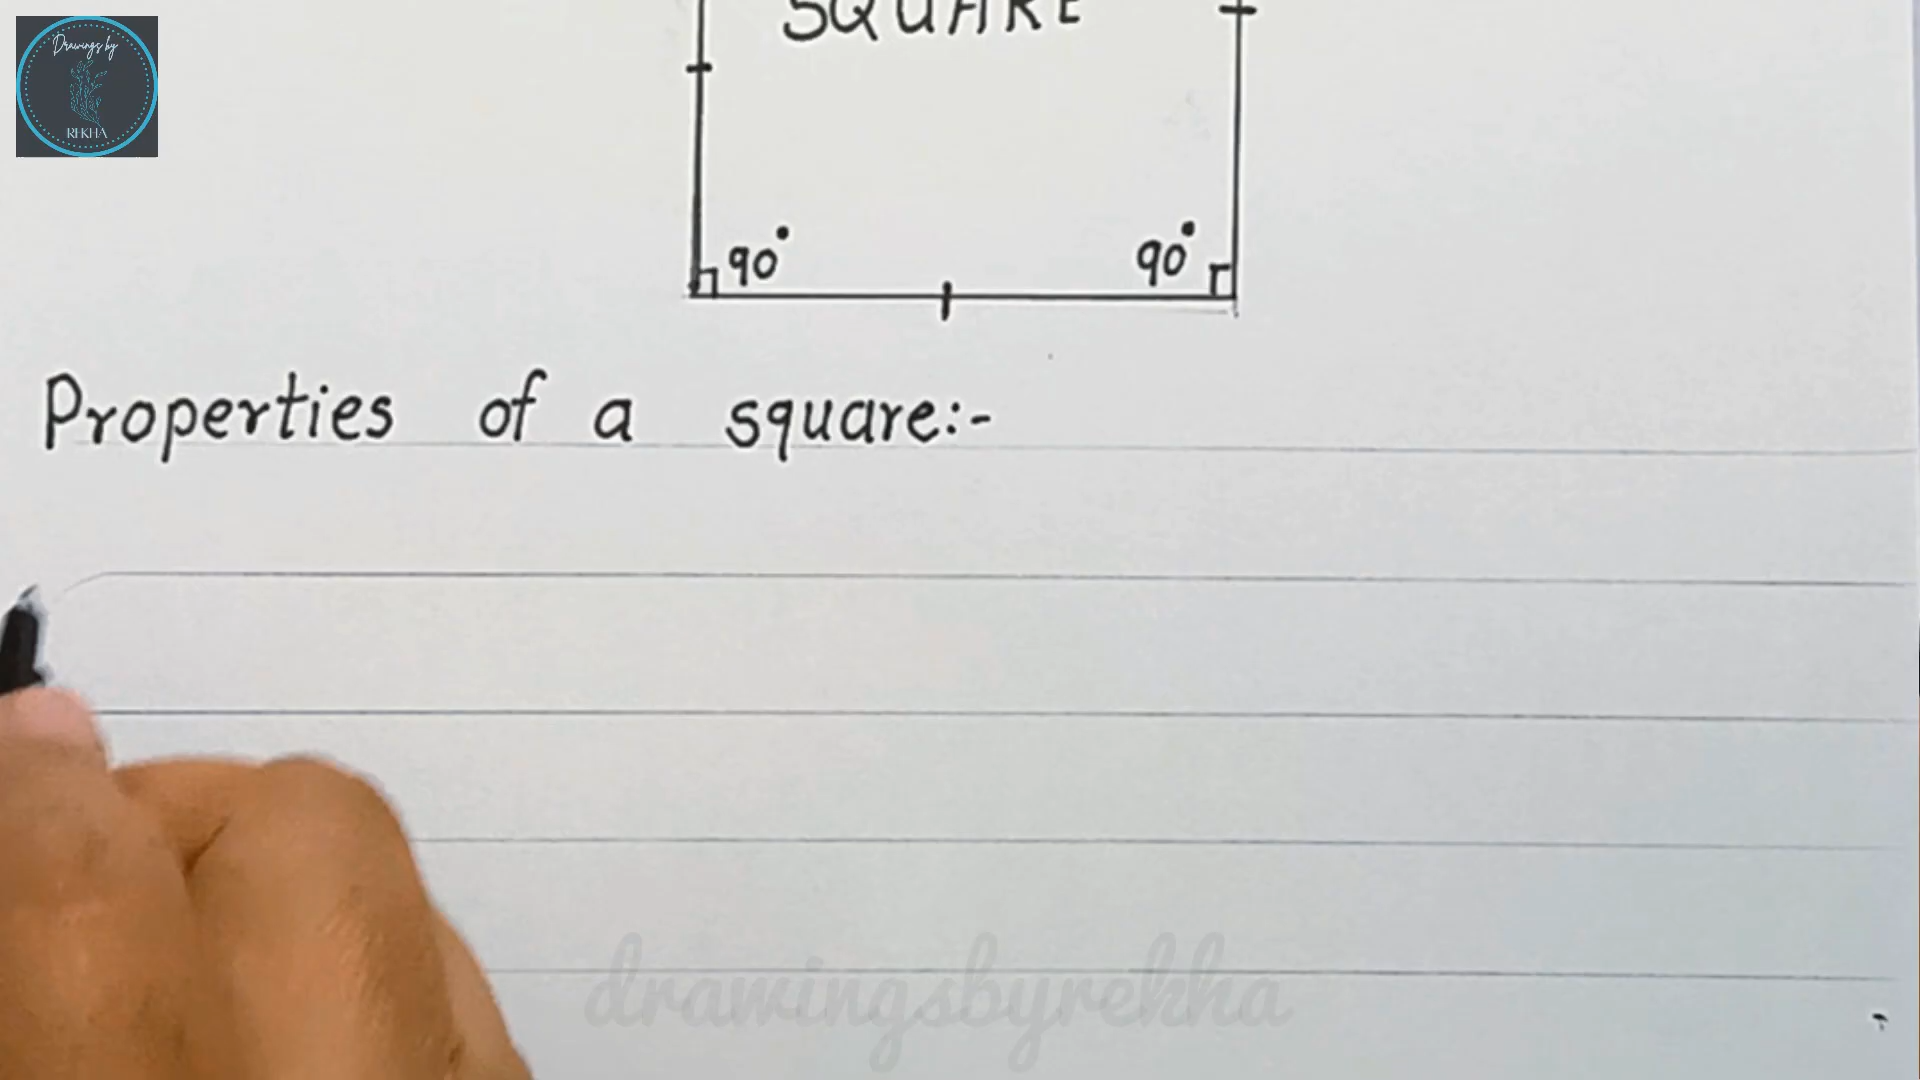 Drawings by
REKHA
SQUARE
90° 90°
Properties of a square:-
drawingsbyrekha